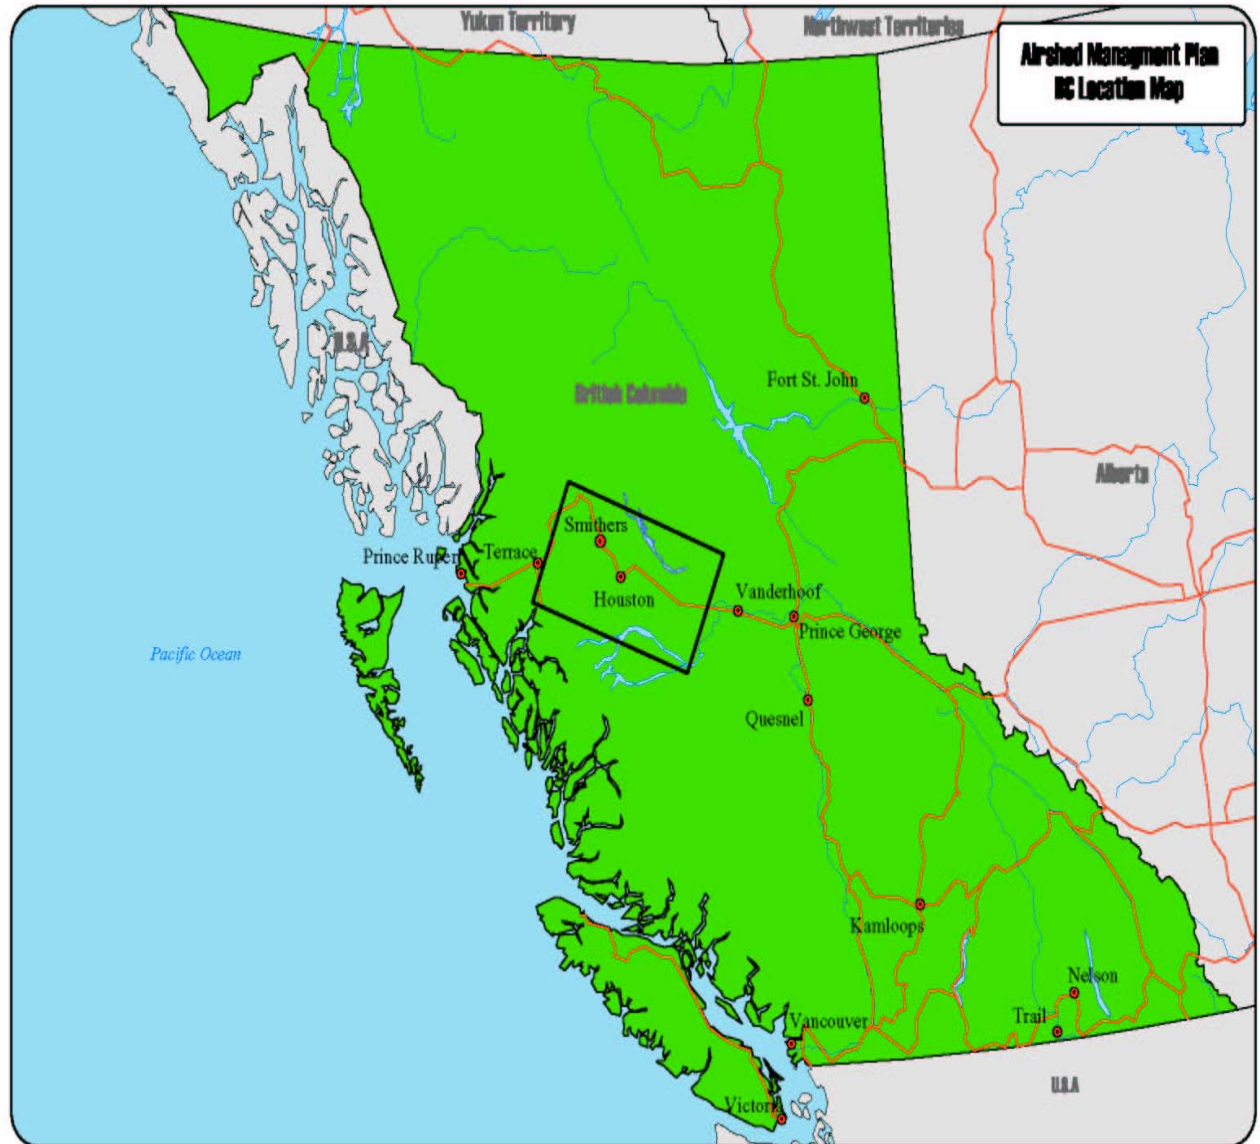 Yukon Territory
Northwest Territories
Airshed Managment Plan
BC Location Map
U.S.A
Fort St. John
British Columbia
Alberta
Smithers
Prince Rupert
Terrace
Houston
Vanderhoof
Prince George
Pacific Ocean
Quesnel
Kamloops
Nelson
Trail
Vancouver
U.S.A
Victoria